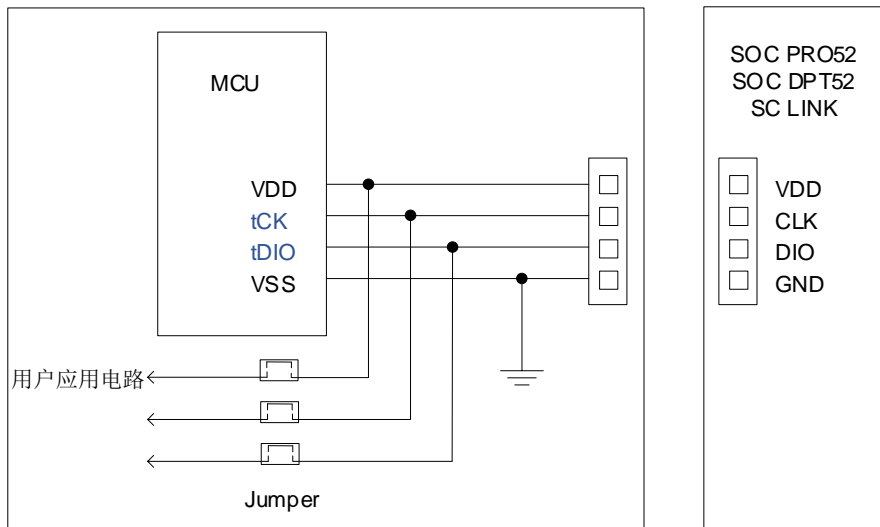 MCU
VDD
tCK
tDIO
VSS
用户应用电路
Jumper
SOC PRO52
SOC DPT52
SC LINK
VDD
CLK
DIO
GND